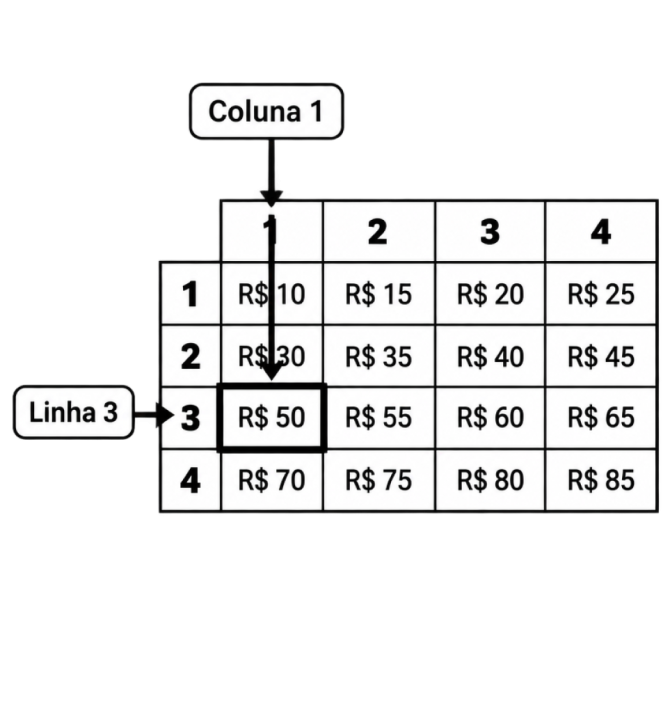 Coluna 1
1 2 3 4
1 R$ 10 R$ 15 R$ 20 R$ 25
2 R$ 30 R$ 35 R$ 40 R$ 45
Linha 3 3 R$ 50 R$ 55 R$ 60 R$ 65
4 R$ 70 R$ 75 R$ 80 R$ 85